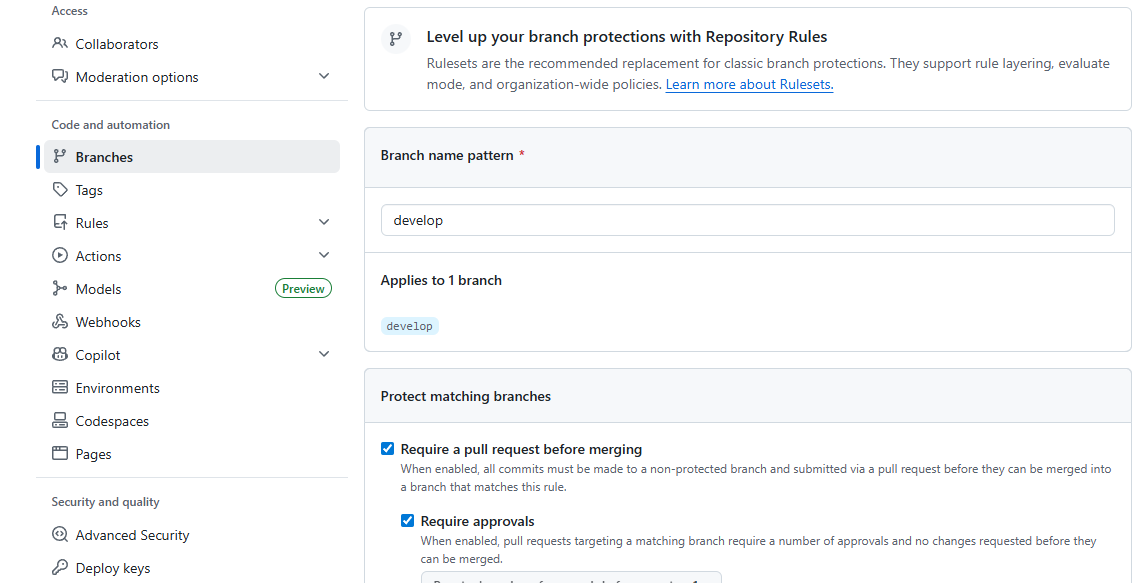 Access
Collaborators
Moderation options
Code and automation
Branches
Tags
Rules
Actions
Models
Preview
Webhooks
Copilot
Environments
Codespaces
Pages
Security and quality
Advanced Security
Deploy keys
Level up your branch protections with Repository Rules
Rulesets are the recommended replacement for classic branch protections. They support rule layering, evaluate
mode, and organization-wide policies. Learn more about Rulesets.
Branch name pattern *
develop
Applies to 1 branch
develop
Protect matching branches
Require a pull request before merging
When enabled, all commits must be made to a non-protected branch and submitted via a pull request before they can be merged into
a branch that matches this rule.
Require approvals
When enabled, pull requests targeting a matching branch require a number of approvals and no changes requested before they
can be merged.